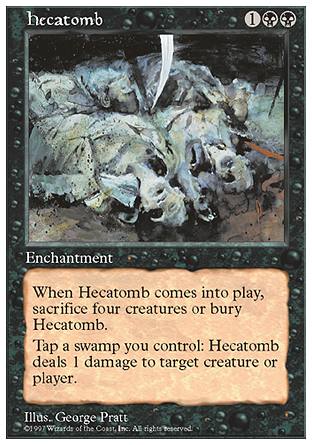 Hecatomb 1
Enchantment
When Hecatomb comes into play,
sacrifice four creatures or bury
Hecatomb.
Tap a swamp you control: Hecatomb
deals 1 damage to target creature or
player.
Illus. George Pratt
©1997 Wizards of the Coast, Inc. All rights reserved.